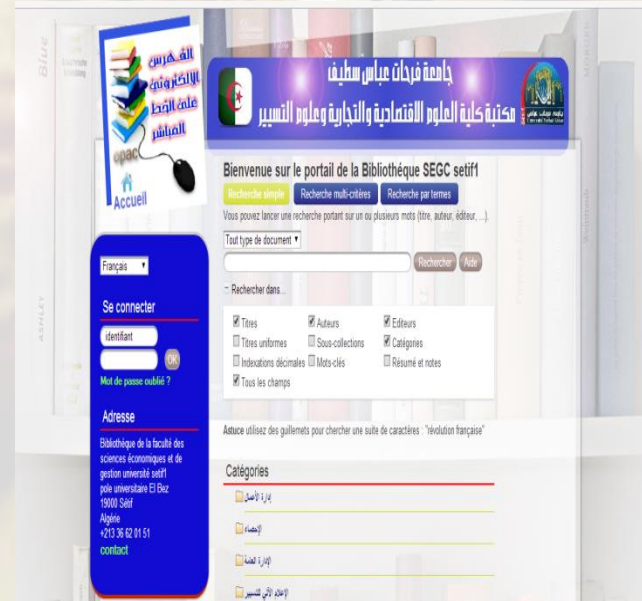 الفهرس
الإلكتروني
على الخط
المباشر
opac
Accueil
جامعة فرحات عباس سطيف
مكتبة كلية العلوم الاقتصادية والتجارية وعلوم التسيير
Bienvenue sur le portail de la Bibliothéque SEGC setif1
Recherche simple Recherche multi-critères Recherche par termes
Vous pouvez lancer une recherche portant sur un ou plusieurs mots (titre, auteur, éditeur, ...).
Tout type de document
Rechercher Aide
Rechercher dans...
Titres Auteurs Editeurs
Titres uniformes Sous-collections Catégories
Indexations décimales Mots-clés Résumé et notes
Tous les champs
Astuce utilisez des guillemets pour chercher une suite de caractères : "révolution française"
Catégories
إدارة الأعمال
الإحصاء
الإدارة العامة
الإعلام الآلي للتسيير
Français
Se connecter
identifiant
OK
Mot de passe oublié ?
Adresse
Bibliothèque de la faculté des
sciences économiques et de
gestion université setif1
pole universitaire El Bez
19000 Sétif
Algérie
+213 36 62 01 51
contact
Blue
ASHLEY